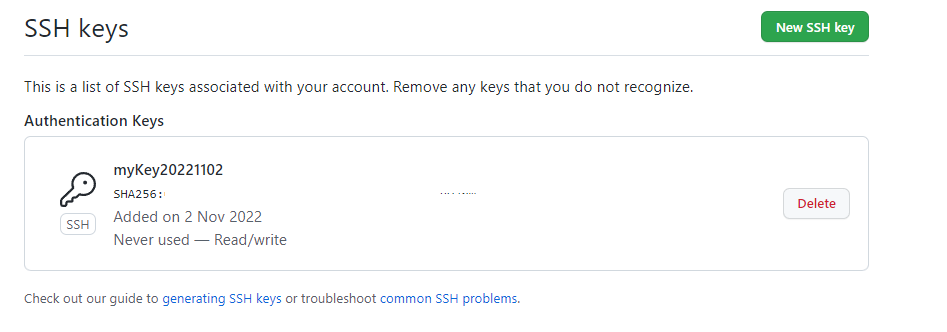 SSH keys
New SSH key
This is a list of SSH keys associated with your account. Remove any keys that you do not recognize.
Authentication Keys
myKey20221102
SHA256:
Added on 2 Nov 2022
SSH
Never used — Read/write
Delete
Check out our guide to generating SSH keys or troubleshoot common SSH problems.